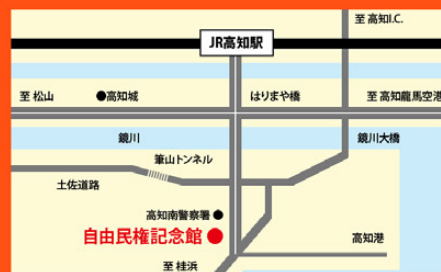 至 高知I.C.
JR高知駅
至 松山
●高知城
はりまや橋
至 高知龍馬空港
鏡川
鏡川大橋
筆山トンネル
土佐道路
高知南警察署●
自由民権記念館●
高知港
至 桂浜